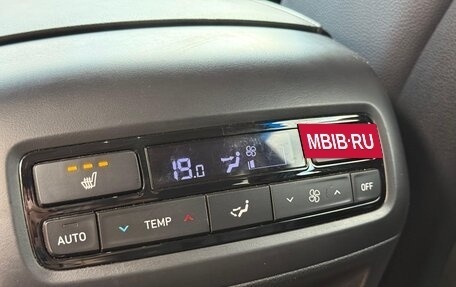 19.0
MBIB.RU
AUTO
TEMP
OFF